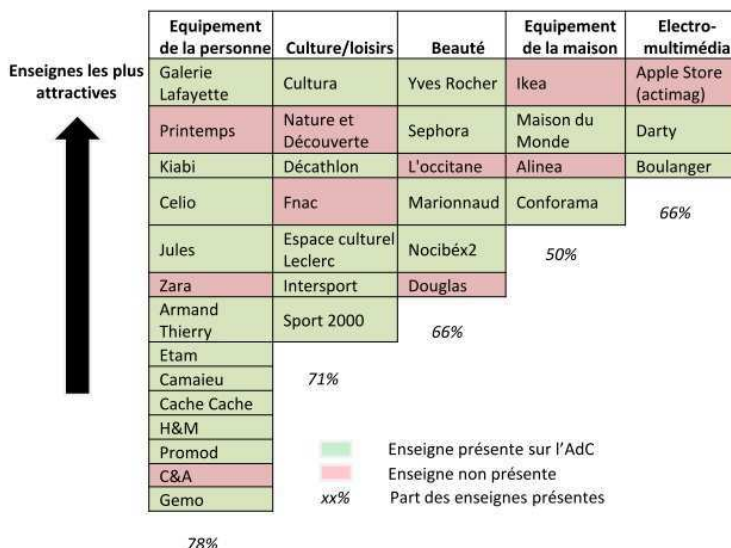 Equipement
de la personne
Culture/loisirs
Beauté
Equipement
de la maison
Electro-
multimédia
Enseignes les plus
attractives
Galerie
Lafayette
Cultura
Yves Rocher
Ikea
Apple Store
(actimag)
Printemps
Nature et
Découverte
Sephora
Maison du
Monde
Darty
Kiabi
Décathlon
L'occitane
Alinea
Boulanger
Celio
Fnac
Marionnaud
Conforama
66%
Jules
Espace culturel
Leclerc
Nocibéx2
50%
Zara
Intersport
Douglas
Armand
Thierry
Sport 2000
66%
Etam
Camaieu
71%
Cache Cache
H&M
Promod
C&A
Gemo
Enseigne présente sur l'AdC
Enseigne non présente
xx% Part des enseignes présentes
78%